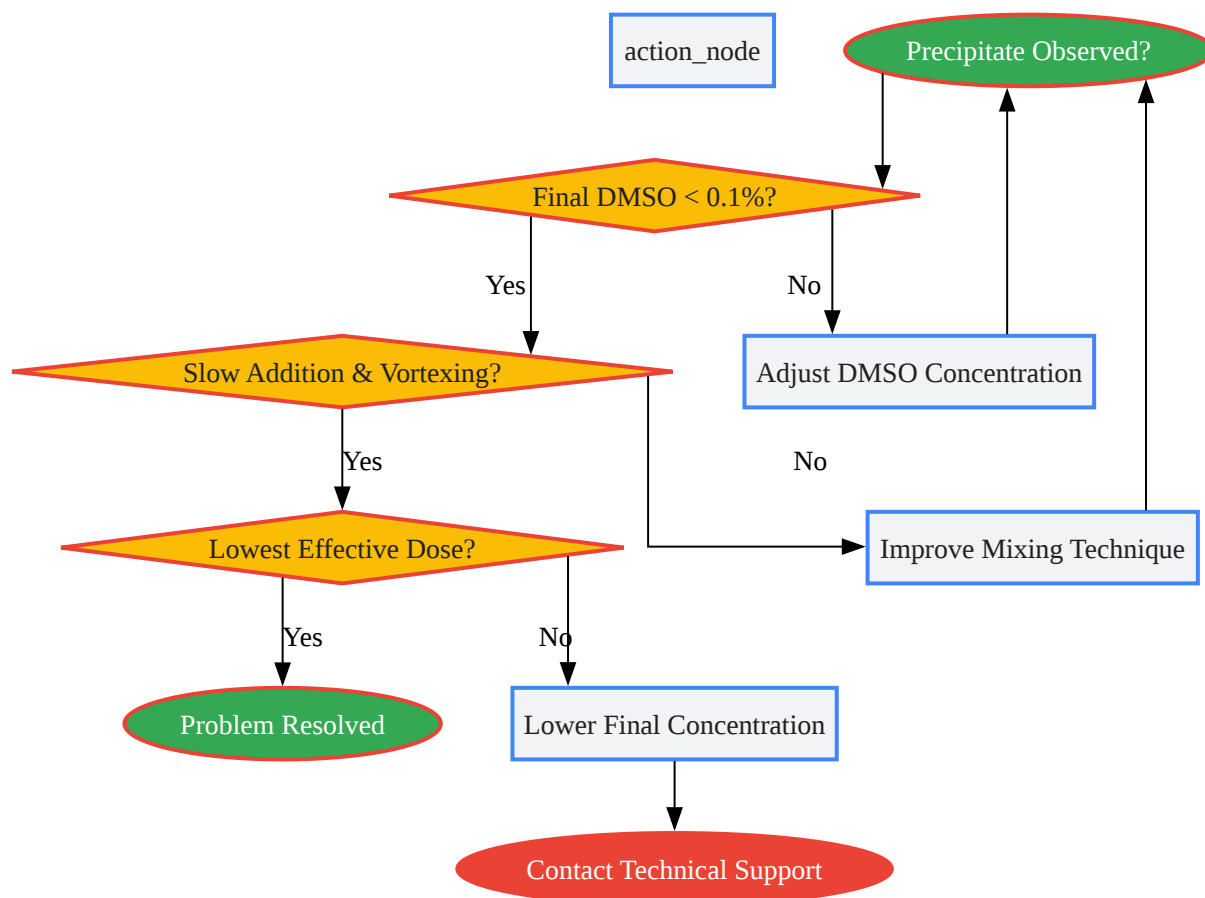 action_node
Precipitate Observed?
Final DMSO < 0.1%?
Yes
No
Slow Addition & Vortexing?
Adjust DMSO Concentration
Yes
No
Lowest Effective Dose?
Improve Mixing Technique
Yes
No
Problem Resolved
Lower Final Concentration
Contact Technical Support